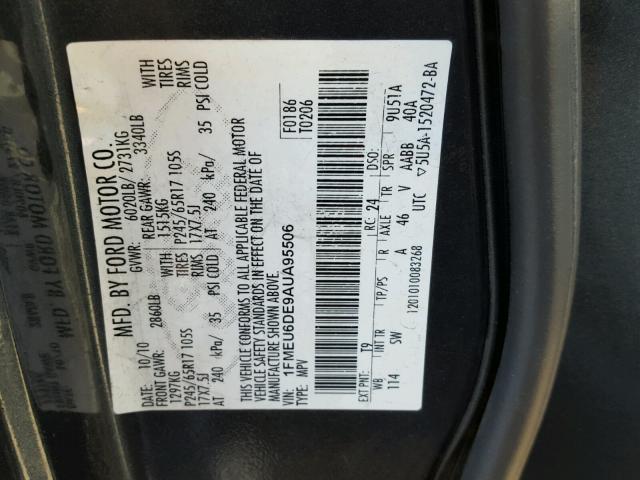 MFD. BY FORD MOTOR CO.
DATE: 10/10 GVWR: 6020LB/ 2731KG
FRONT GAWR: 2860LB REAR GAWR: 3340LB WITH
1297KG 1515KG TIRES
P245/65R17 105S TIRES P245/65R17 105S RIMS
17X7.5J RIMS 17X7.5J
AT 240 kPa/ 35 PSI COLD AT 240 kPa/ 35 PSI COLD
THIS VEHICLE CONFORMS TO ALL APPLICABLE FEDERAL MOTOR
VEHICLE SAFETY STANDARDS IN EFFECT ON THE DATE OF
MANUFACTURE SHOWN ABOVE.
VIN: 1FMEU6DE9AUA95506 F0186
TYPE: MPV T0206
EXT PNT: T9 RC: 24 DSO:
WB INT TR TP/PS R AXLE TR SPR 9U51A
114 SW A 46 V AABB 40A
1201010083268 UTC ▽5U5A-1520472-BA